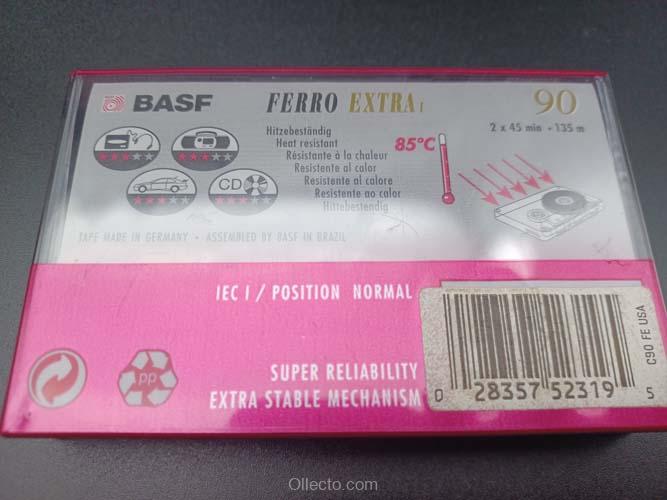 BASF FERRO EXTRA I 90
2 x 45 min - 135 m
Hitzebeständig
Heat resistant
Résistante à la chaleur
Resistente al calor
Resistente al calore
Resistente ao calor
Hittebestendig
85°C
CD
TAPE MADE IN GERMANY • ASSEMBLED BY BASF IN BRAZIL
IEC I / POSITION NORMAL
PP
SUPER RELIABILITY
EXTRA STABLE MECHANISM
0 28357 52319 5
C90 FE USA
Ollecto.com